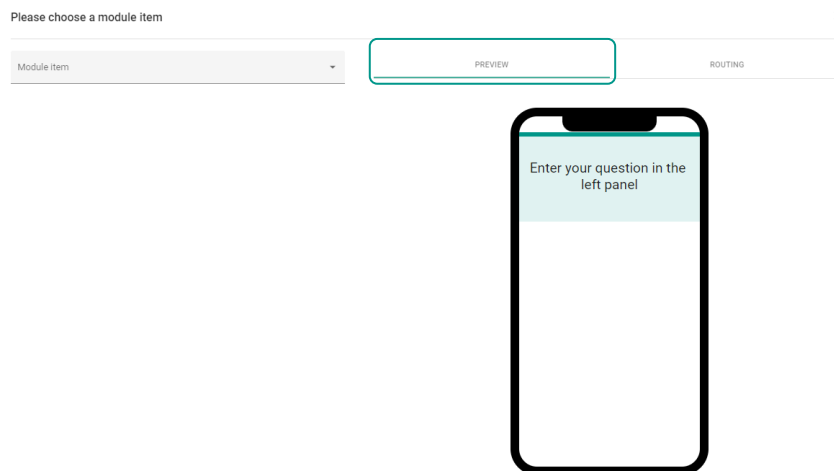 Please choose a module item
Module item
PREVIEW
ROUTING
Enter your question in the
left panel